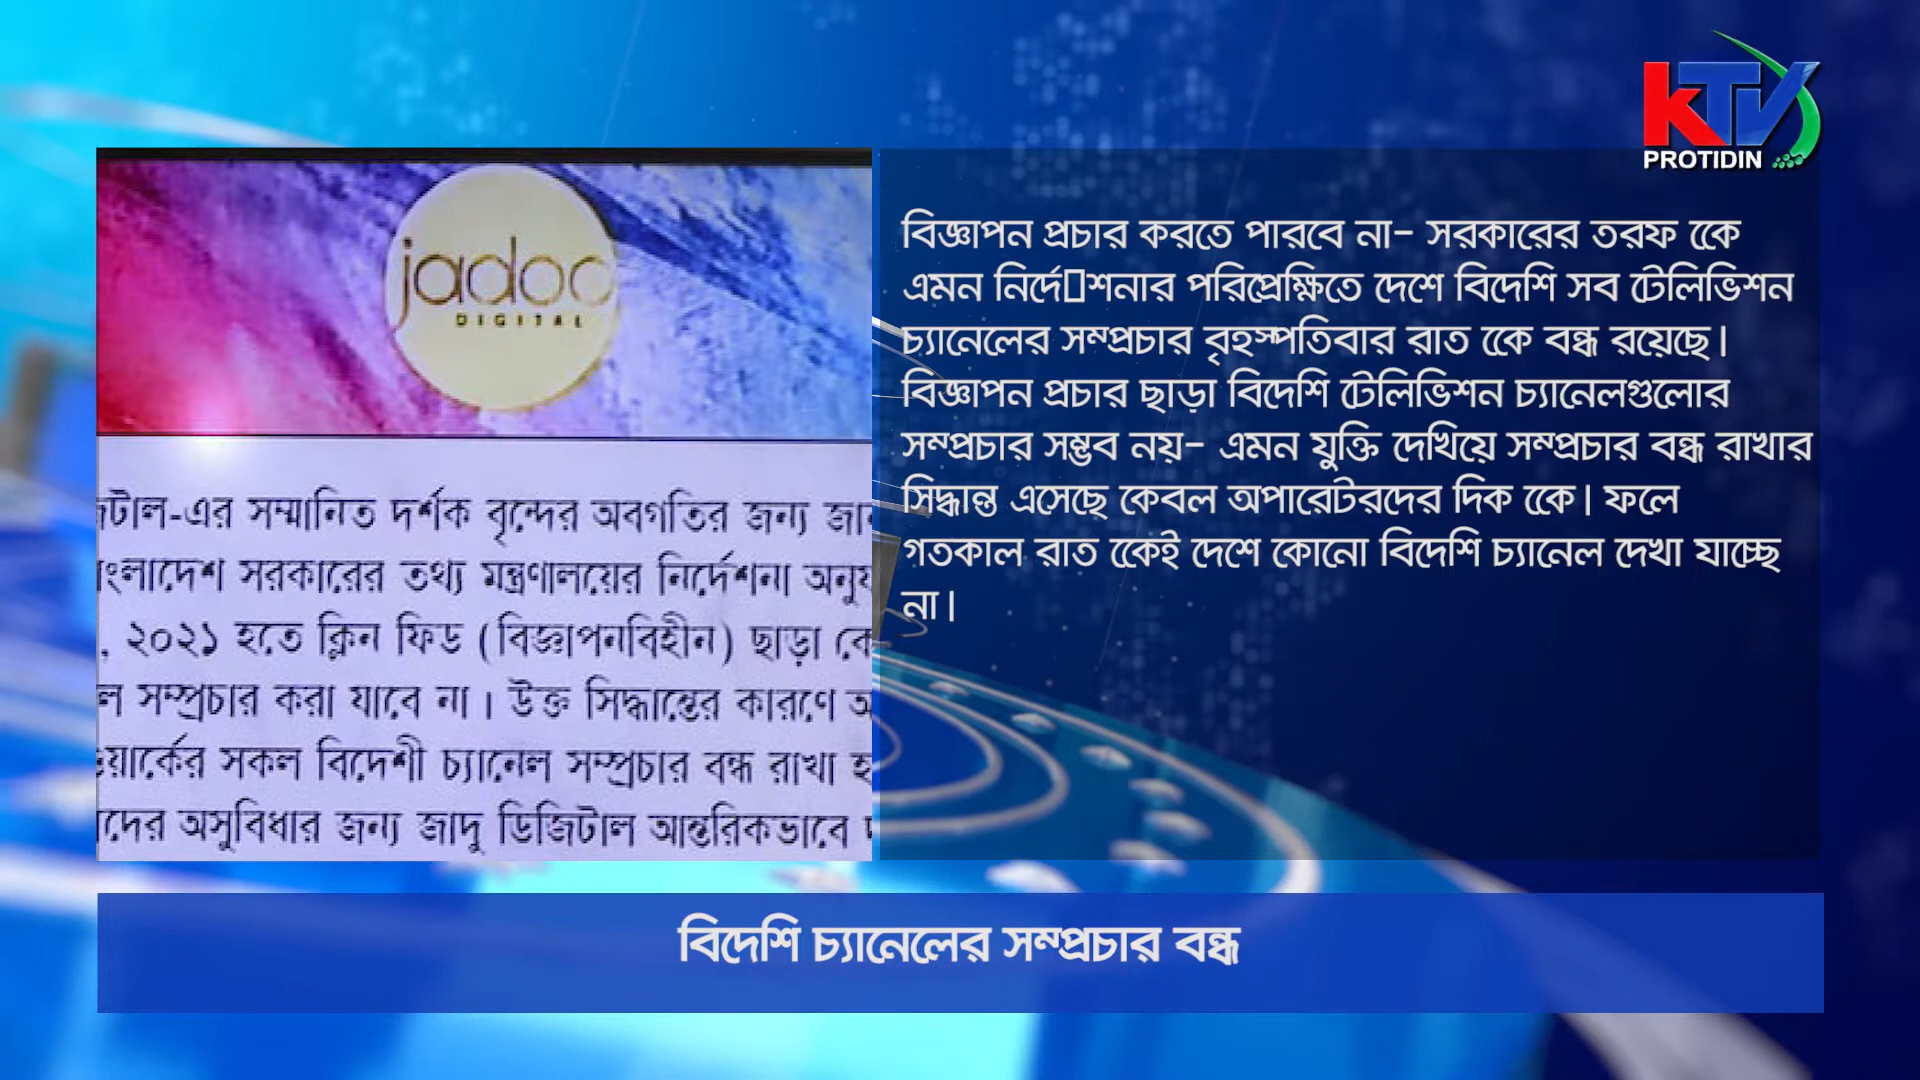 KTV
PROTIDIN
jadoo
DIGITAL
জিটাল-এর সম্মানিত দর্শক বৃন্দের অবগতির জন্য
বাংলাদেশ সরকারের তথ্য মন্ত্রণালয়ের নির্দেশনা
, ২০২১ হতে ক্লিন ফিড (বিজ্ঞাপনবিহীন) ছাড়া
সম্প্রচার করা যাবে না। উক্ত সিদ্ধান্তের কারণে
সকল বিদেশী চ্যানেল সম্প্রচার বন্ধ রাখা
অসুবিধার জন্য জাদু ডিজিটাল আন্তরিকভাবে
বিজ্ঞাপন প্রচার করতে পারবে না- সরকারের তরফ কেে
এমন নির্দে□শনার পরিপ্রেক্ষিতে দেশে বিদেশি সব টেলিভিশন
চ্যানেলের সম্প্রচার বৃহস্পতিবার রাত কেে বন্ধ রয়েছে।
বিজ্ঞাপন প্রচার ছাড়া বিদেশি টেলিভিশন চ্যানেলগুলোর
সম্প্রচার সম্ভব নয়- এমন যুক্তি দেখিয়ে সম্প্রচার বন্ধ রাখার
সিদ্ধান্ত এসেছে কেবল অপারেটরদের দিক কেে। ফলে
গতকাল রাত কেেই দেশে কোনো বিদেশি চ্যানেল দেখা যাচ্ছে
না।
বিদেশি চ্যানেলের সম্প্রচার বন্ধ